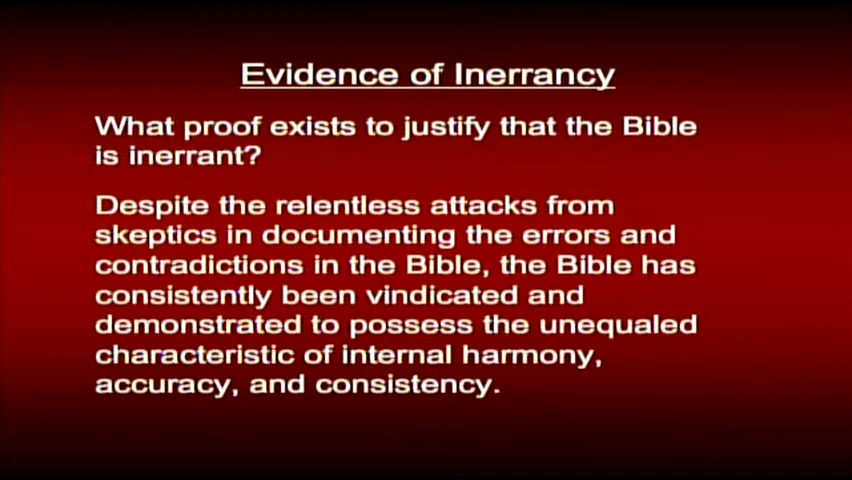 Evidence of Inerrancy
What proof exists to justify that the Bible
is inerrant?
Despite the relentless attacks from
skeptics in documenting the errors and
contradictions in the Bible, the Bible has
consistently been vindicated and
demonstrated to possess the unequaled
characteristic of internal harmony,
accuracy, and consistency.